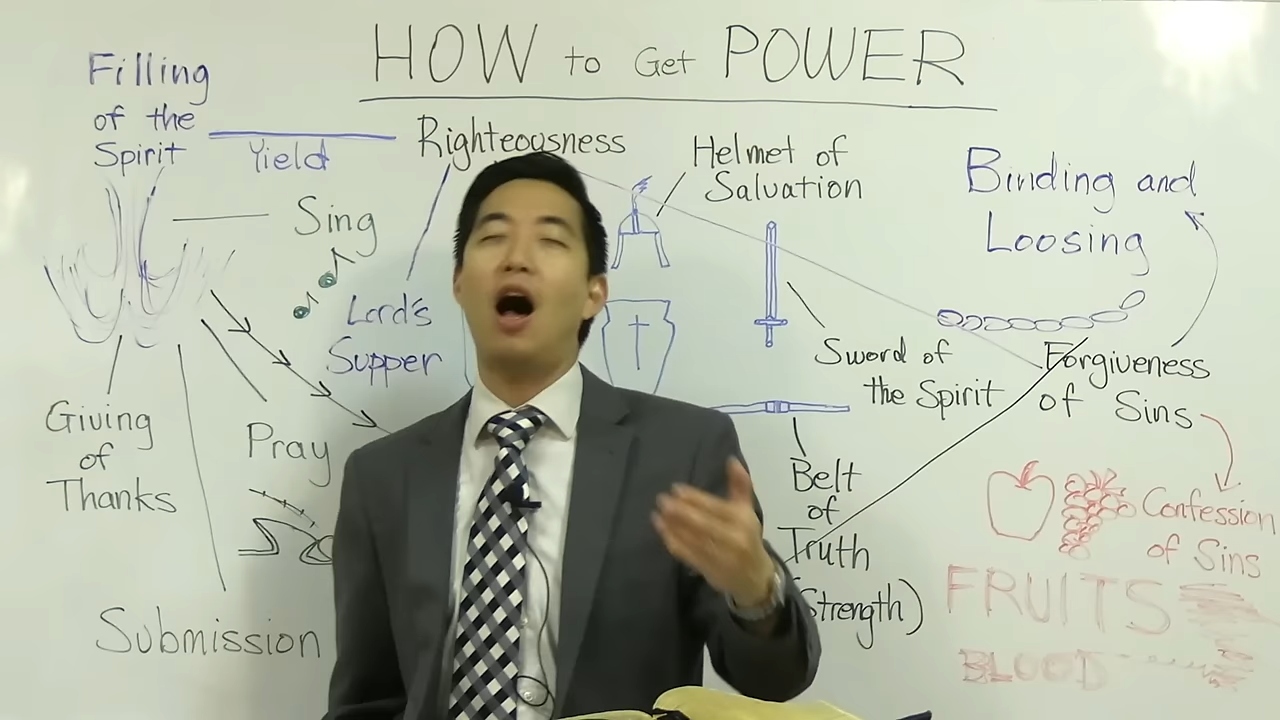 HOW to Get POWER
Filling
of the
Spirit
Yield
Righteousness
Helmet of
Salvation
Binding and
Loosing
Sing
Lord's
Supper
Sword of
the Spirit
Forgiveness
of Sins
Giving
of
Thanks
Pray
Belt
of
Truth
(Strength)
Confession
of Sins
FRUITS
BLOOD
Submission